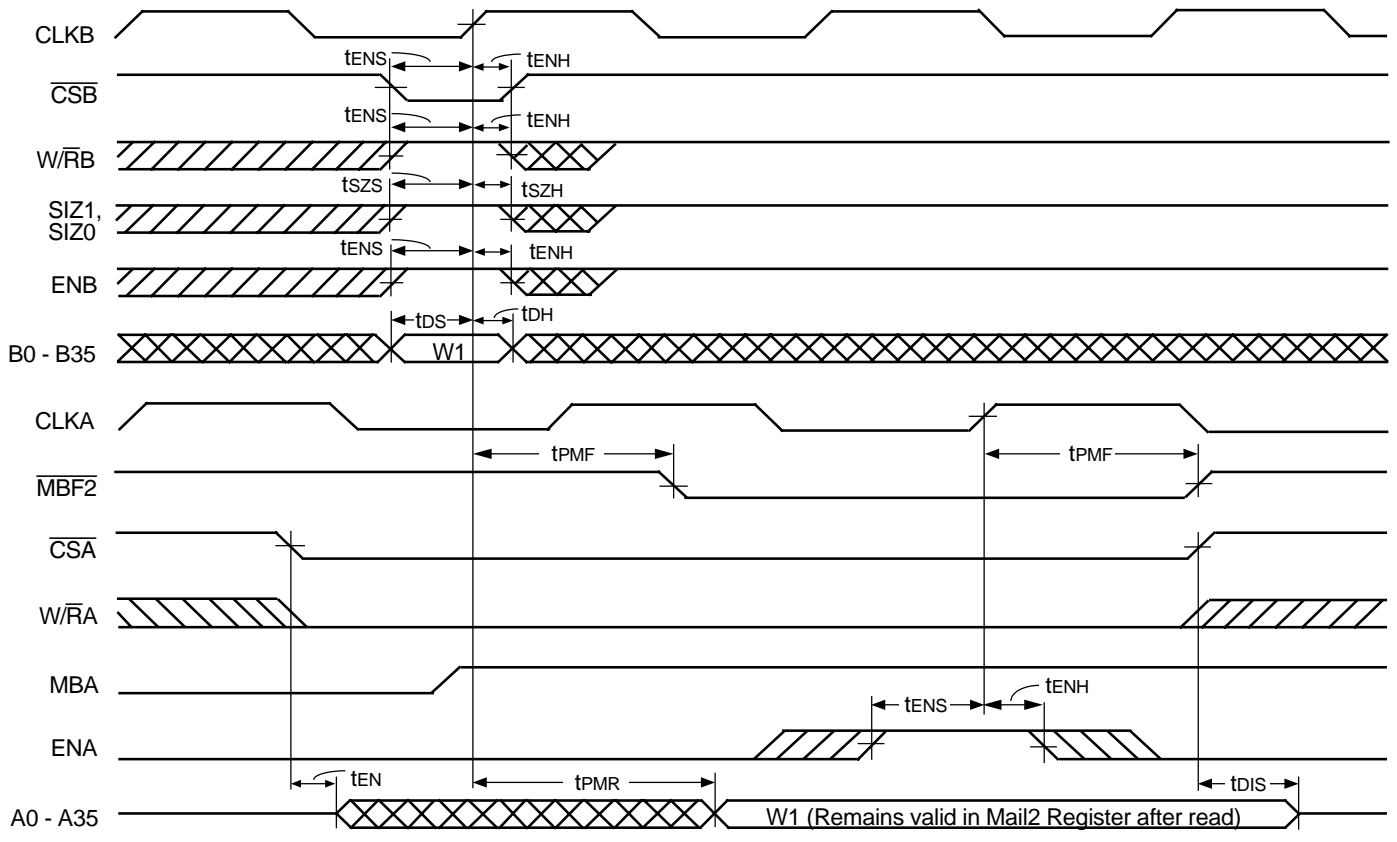 CLKB
tENS tENH
CSB
tENS tENH
W/RB
tSZS tSZH
SIZ1,
SIZ0
tENS tENH
ENB
tDS tDH
B0 - B35 W1
CLKA
tPMF tPMF
MBF2
CSA
W/RA
MBA
tENS tENH
ENA
tEN tPMR tDIS
A0 - A35 W1 (Remains valid in Mail2 Register after read)